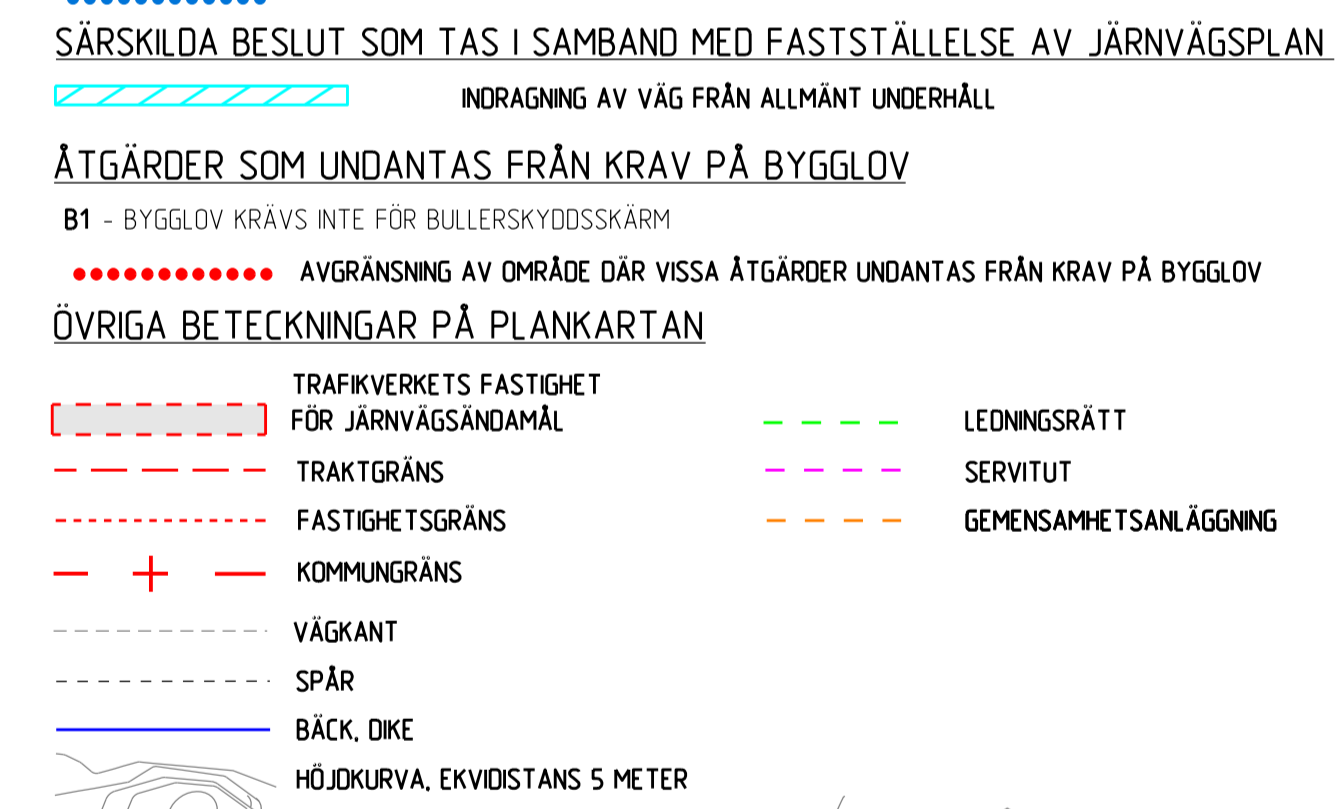 SÄRSKILDA BESLUT SOM TAS I SAMBAND MED FASTSTÄLLELSE AV JÄRNVÄGSPLAN
INDRAGNING AV VÄG FRÅN ALLMÄNT UNDERHÅLL
ÅTGÄRDER SOM UNDANTAS FRÅN KRAV PÅ BYGGLOV
B1 - BYGGLOV KRÄVS INTE FÖR BULLERSKYDDSSKÄRM
AVGRÄNSNING AV OMRÅDE DÄR VISSA ÅTGÄRDER UNDANTAS FRÅN KRAV PÅ BYGGLOV
ÖVRIGA BETECKNINGAR PÅ PLANKARTAN
TRAFIKVERKETS FASTIGHET
FÖR JÄRNVÄGSÄNDAMÅL
TRAKTGRÄNS
FASTIGHETSGRÄNS
KOMMUNGRÄNS
VÄGKANT
SPÅR
BÄCK, DIKE
HÖJDKURVA, EKVIDISTANS 5 METER
LEDNINGSRÄTT
SERVITUT
GEMENSAMHETSANLÄGGNING